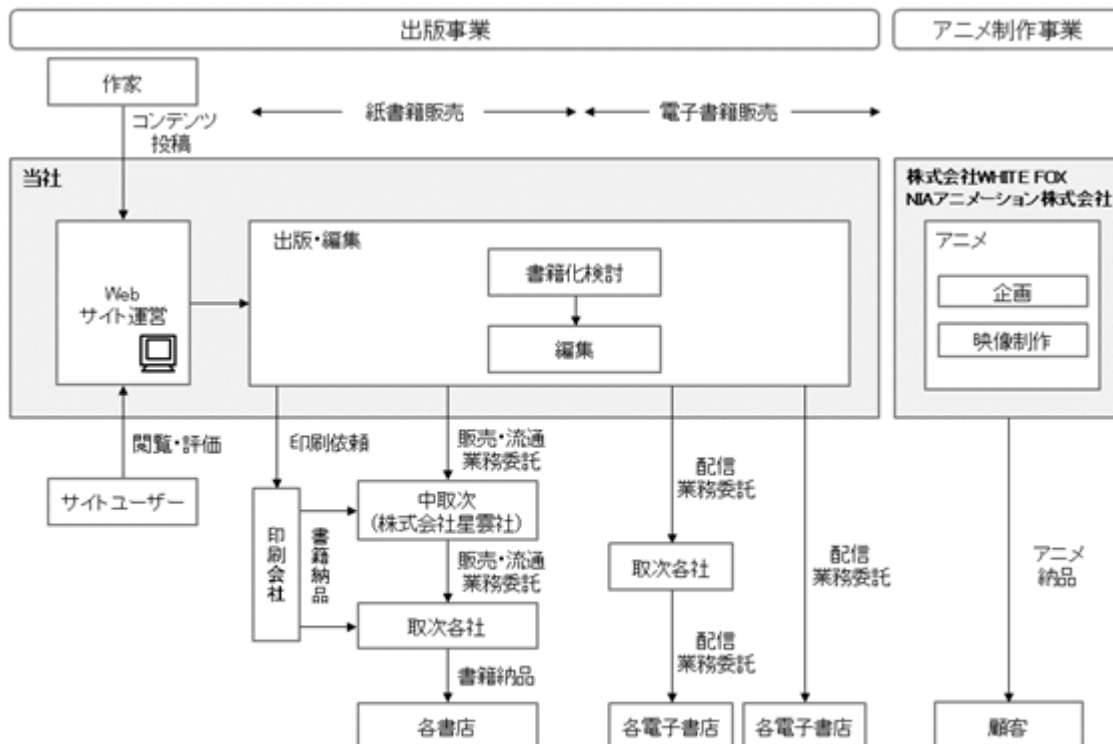 出版事業
アニメ制作事業
作家
紙書籍販売
電子書籍販売
コンテンツ
投稿
当社
株式会社WHITE FOX
NIAアニメーション株式会社
Web
サイト運営
出版・編集
書籍化検討
編集
アニメ
企画
映像制作
閲覧・評価
サイトユーザー
印刷依頼
販売・流通
業務委託
配信
業務委託
印刷会社
書籍納品
中取次
(株式会社星雲社)
販売・流通
業務委託
取次各社
書籍納品
各書店
取次各社
配信
業務委託
各電子書店
配信
業務委託
各電子書店
アニメ
納品
顧客